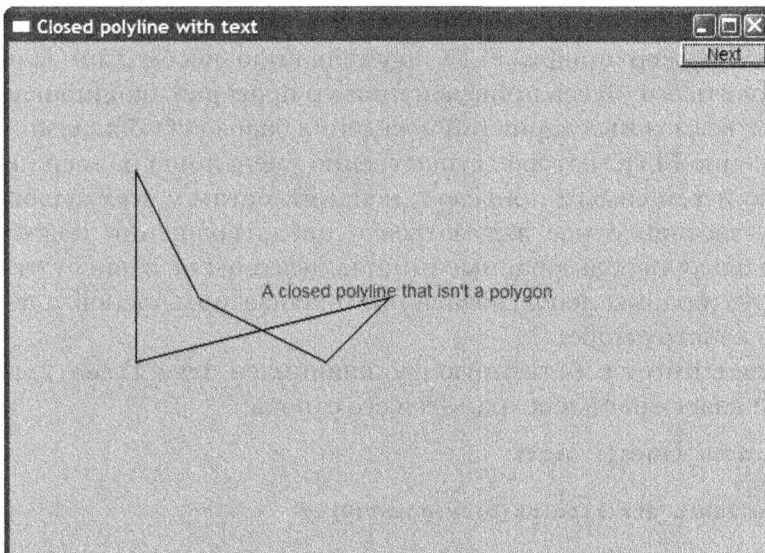 Closed polyline with text
Next
A closed polyline that isn't a polygon